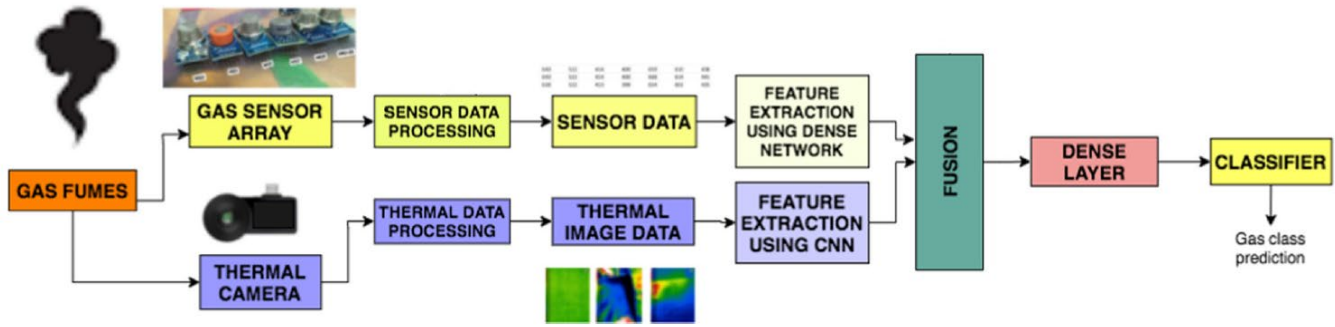 GAS FUMES
GAS SENSOR
ARRAY
SENSOR DATA
PROCESSING
SENSOR DATA
FEATURE
EXTRACTION
USING DENSE
NETWORK
THERMAL
CAMERA
THERMAL DATA
PROCESSING
THERMAL
IMAGE DATA
FEATURE
EXTRACTION
USING CNN
FUSION
DENSE
LAYER
CLASSIFIER
Gas class
prediction